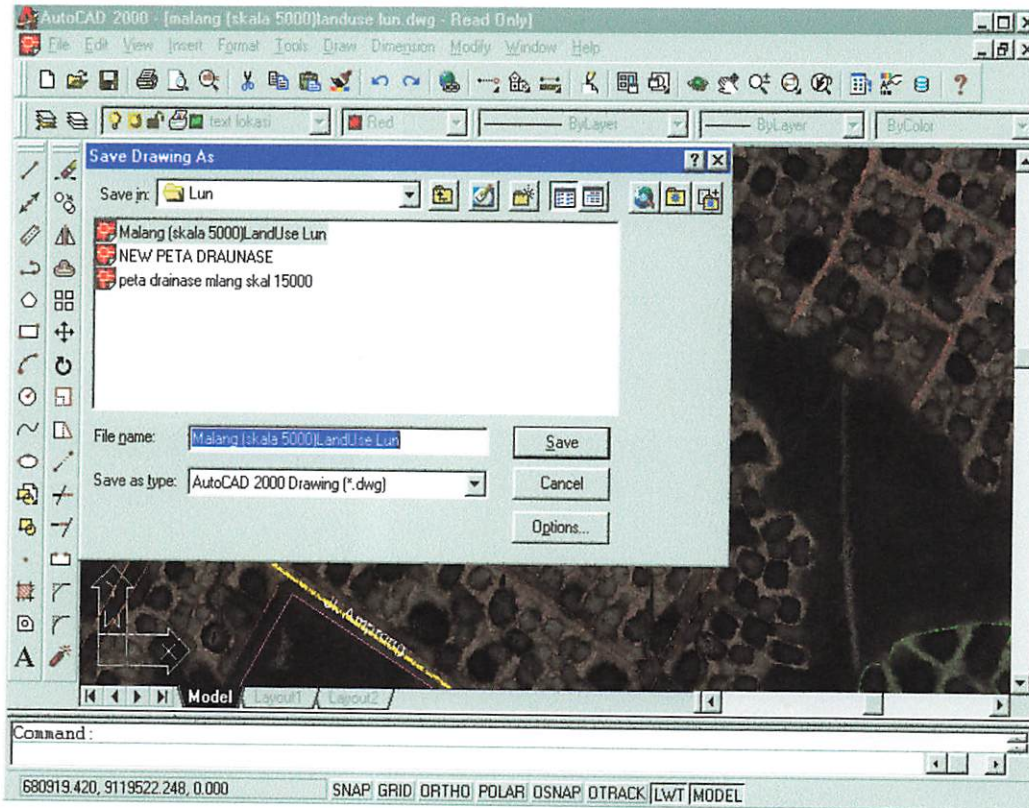 AutoCAD 2000 - [malang (skala 5000)landuse lun.dwg - Read Only]
File Edit View Insert Format Tools Draw Dimension Modify Window Help
text lokasi Red ByLayer ByLayer ByColor
Save Drawing As
Save in: Lun
Malang (skala 5000)LandUse Lun
NEW PETA DRAUNASE
peta drainase mlang skal 15000
File name: Malang (skala 5000)LandUse Lun Save
Save as type: AutoCAD 2000 Drawing (*.dwg) Cancel
Options...
A
X
Model Layout1 Layout2
Command:
680919.420, 9119522.248, 0.000 SNAP GRID ORTHO POLAR OSNAP OTRACK LWT MODEL